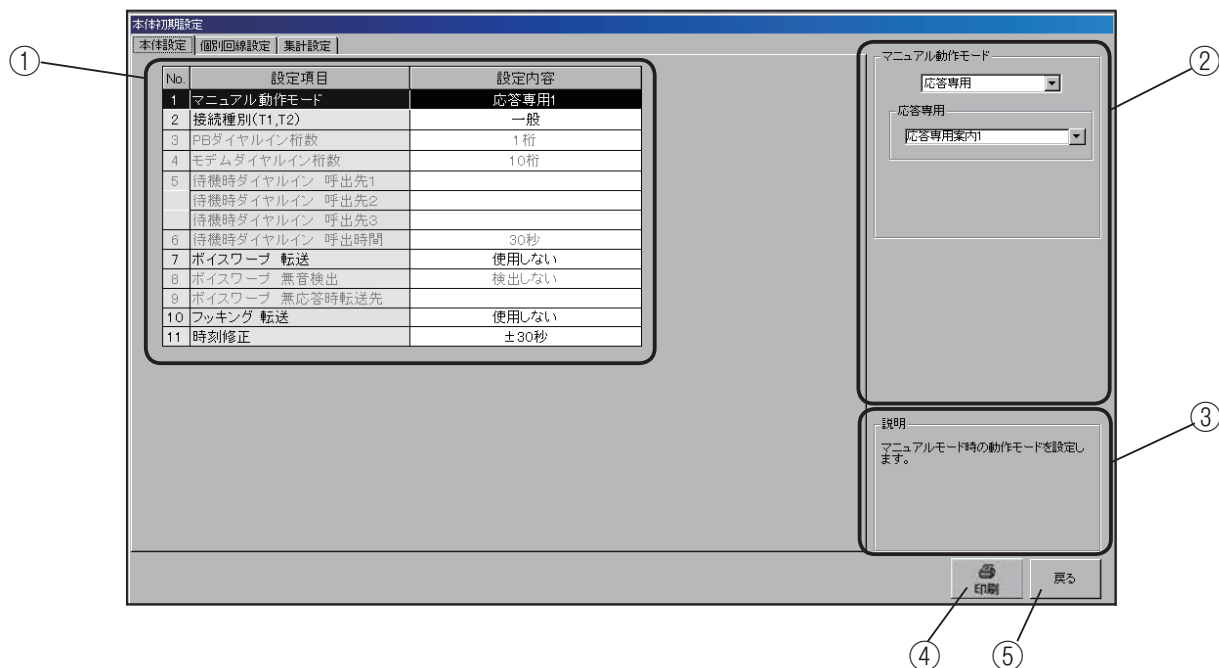 本体初期設定
本体設定 個別回線設定 集計設定
No. 設定項目 設定内容
1 マニュアル動作モード 応答専用1
2 接続種別(T1,T2) 一般
3 PBダイヤルイン桁数 1桁
4 モデムダイヤルイン桁数 10桁
5 待機時ダイヤルイン 呼出先1
待機時ダイヤルイン 呼出先2
待機時ダイヤルイン 呼出先3
6 待機時ダイヤルイン 呼出時間 30秒
7 ボイスワープ 転送 使用しない
8 ボイスワープ 無音検出 検出しない
9 ボイスワープ 無応答時転送先
10 フッキング 転送 使用しない
11 時刻修正 ±30秒
①
マニュアル動作モード
応答専用
応答専用
応答専用案内1
②
説明
マニュアルモード時の動作モードを設定し
ます。
③
印刷
戻る
④
⑤